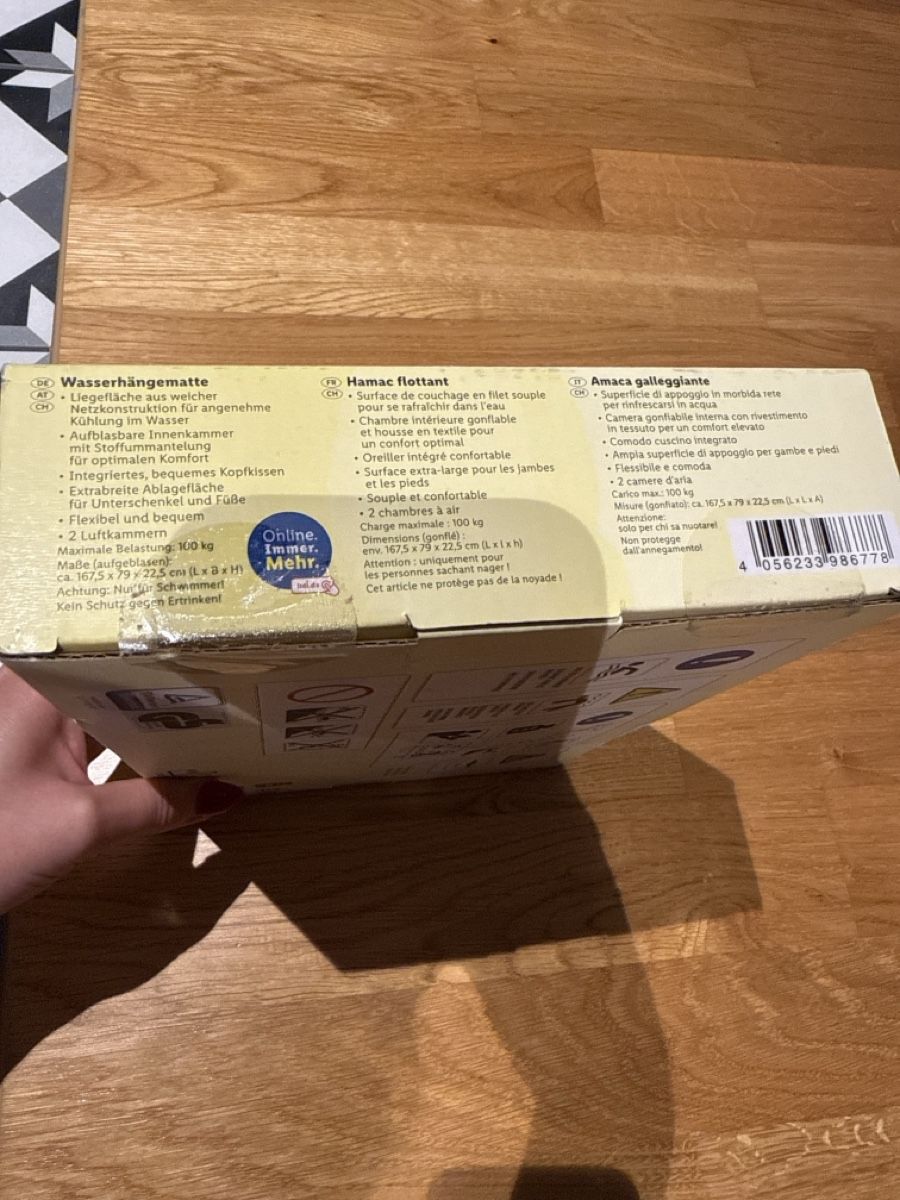 DE
AT
CH
Wasserhängematte
• Liegefläche aus weicher
Netzkonstruktion für angenehme
Kühlung im Wasser
• Aufblasbare Innenkammer
mit Stoffummantelung
für optimalen Komfort
• Integriertes, bequemes Kopfkissen
• Extrabreite Ablagefläche
für Unterschenkel und Füße
• Flexibel und bequem
• 2 Luftkammern
Maximale Belastung: 100 kg
Maße (aufgeblasen):
ca. 167,5 x 79 x 22,5 cm (L x B x H)
Achtung: Nur für Schwimmer!
Kein Schutz gegen Ertrinken!
Online.
Immer.
Mehr.
lidl.de
FR
CH
Hamac flottant
• Surface de couchage en filet souple
pour se rafraîchir dans l'eau
• Chambre intérieure gonflable
et housse en textile pour
un confort optimal
• Oreiller intégré confortable
• Surface extra-large pour les jambes
et les pieds
• Souple et confortable
• 2 chambres à air
Charge maximale : 100 kg
Dimensions (gonflé) :
env. 167,5 x 79 x 22,5 cm (L x l x h)
Attention : uniquement pour
les personnes sachant nager !
Cet article ne protège pas de la noyade !
IT
CH
Amaca galleggiante
• Superficie di appoggio in morbida rete
per rinfrescarsi in acqua
• Camera gonfiabile interna con rivestimento
in tessuto per un comfort elevato
• Comodo cuscino integrato
• Ampia superficie di appoggio per gambe e piedi
• Flessibile e comoda
• 2 camere d'aria
Carico max.: 100 kg
Misure (gonfiato): ca. 167,5 x 79 x 22,5 cm (L x L x A)
Attenzione:
solo per chi sa nuotare!
Non protegge
dall'annegamento!
4 056233 986778